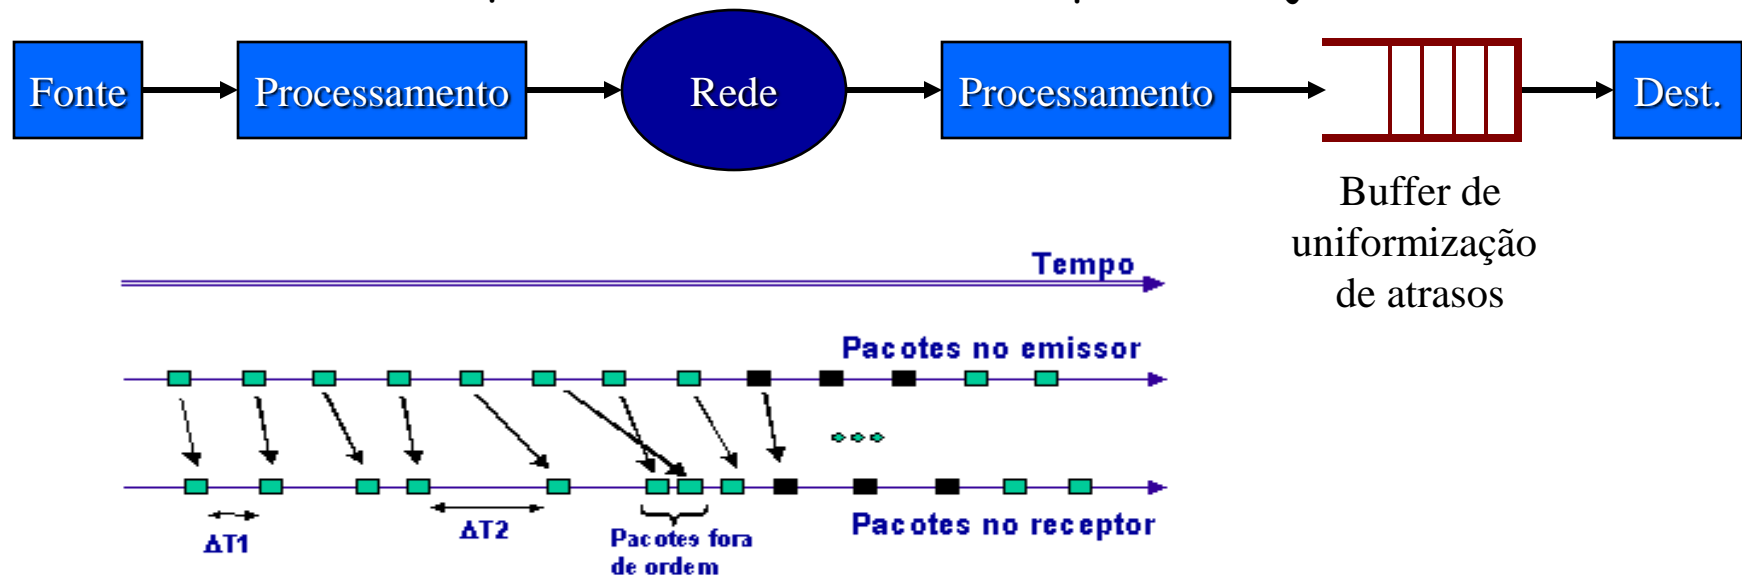 Fonte
Processamento
Rede
Processamento
Dest.
Buffer de
uniformização
de atrasos
Tempo
Pacotes no emissor
ΔT1
ΔT2
Pacotes fora
de ordem
Pacotes no receptor